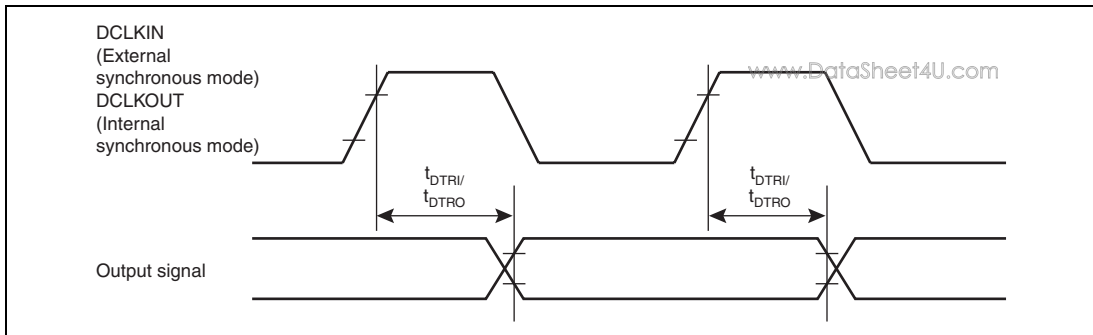 DCLKIN
(External
synchronous mode)
DCLKOUT
(Internal
synchronous mode)
www.DataSheet4U.com
tDTRI/
tDTRO
tDTRI/
tDTRO
Output signal